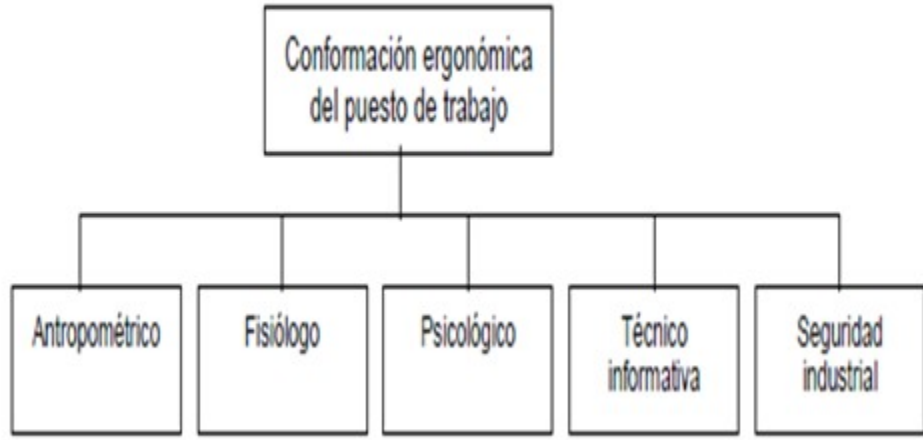 Conformación ergonómica
del puesto de trabajo
Antropométrico
Fisiólogo
Psicológico
Técnico
informativa
Seguridad
industrial